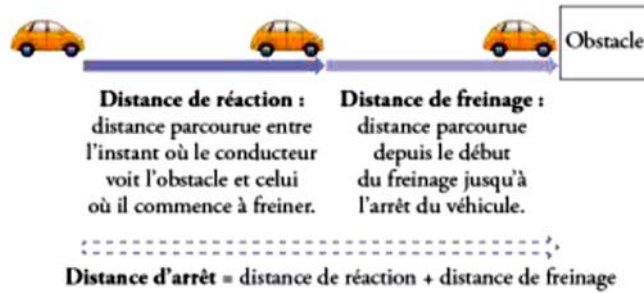 Obstacle
Distance de réaction :
distance parcourue entre
l'instant où le conducteur
voit l'obstacle et celui
où il commence à freiner.
Distance de freinage :
distance parcourue
depuis le début
du freinage jusqu'à
l'arrêt du véhicule.
Distance d'arrêt = distance de réaction + distance de freinage